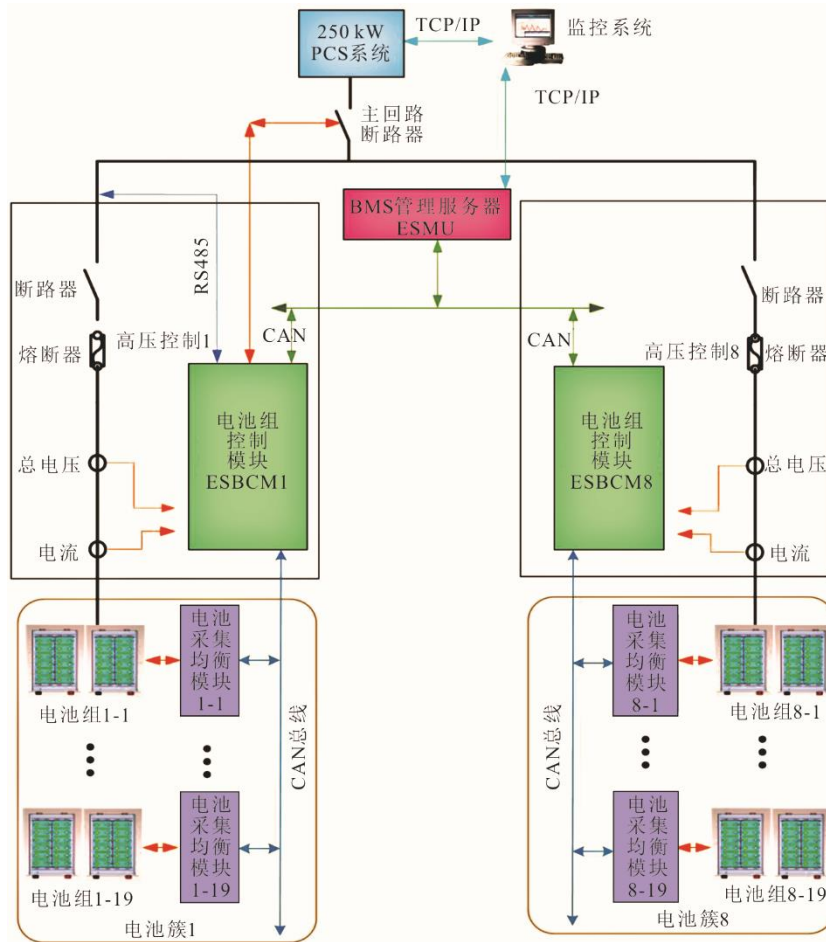 250 kW
PCS系统
TCP/IP
监控系统
TCP/IP
主回路
断路器
BMS管理服务器
ESMU
RS485
断路器
断路器
CAN
CAN
高压控制1
熔断器
高压控制8
熔断器
电池组
控制
模块
ESBCM1
电池组
控制
模块
ESBCM8
总电压
总电压
电流
电流
电池
采集
均衡
模块
1-1
电池组1-1
CAN总线
电池
采集
均衡
模块
1-19
电池组1-19
电池簇1
电池
采集
均衡
模块
8-1
电池组8-1
CAN总线
电池
采集
均衡
模块
8-19
电池组8-19
电池簇8